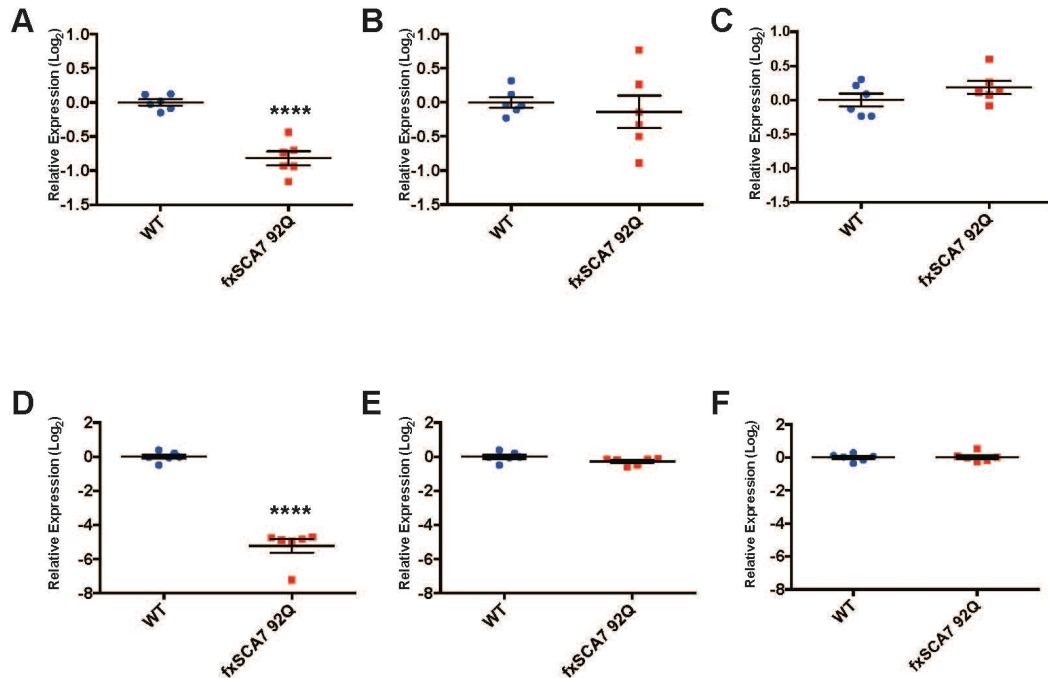 A
Relative Expression (Log₂)
1.0
0.5
0.0
-0.5
-1.0
-1.5
****
WT
fxSCA7 92Q
B
Relative Expression (Log₂)
1.0
0.5
0.0
-0.5
-1.0
-1.5
WT
fxSCA7 92Q
C
Relative Expression (Log₂)
1.0
0.5
0.0
-0.5
-1.0
-1.5
WT
fxSCA7 92Q
D
Relative Expression (Log₂)
2
0
-2
-4
-6
-8
****
WT
fxSCA7 92Q
E
Relative Expression (Log₂)
2
0
-2
-4
-6
-8
WT
fxSCA7 92Q
F
Relative Expression (Log₂)
2
0
-2
-4
-6
-8
WT
fxSCA7 92Q